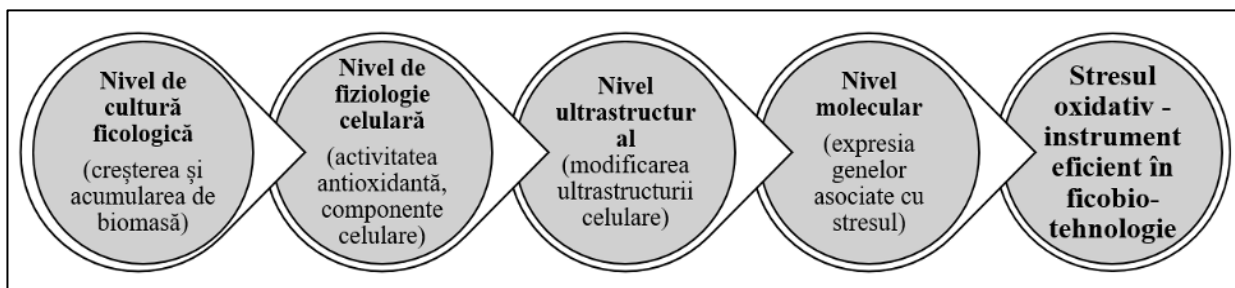 Nivel de
cultură
ficologică
(creșterea și
acumularea de
biomasă)
Nivel de
fiziologie
celulară
(activitatea
antioxidantă,
componente
celulare)
Nivel
ultrastructur
al
(modificarea
ultrastructurii
celulare)
Nivel
molecular
(expresia
genelor
asociate cu
stresul)
Stresul
oxidativ -
instrument
eficient în
ficobio-
tehnologie